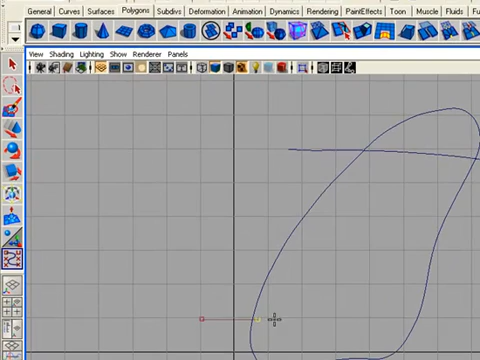 General Curves Surfaces Polygons Subdivs Deformation Animation Dynamics Rendering PaintEffects Toon Muscle Fluids Fur
View Shading Lighting Show Renderer Panels